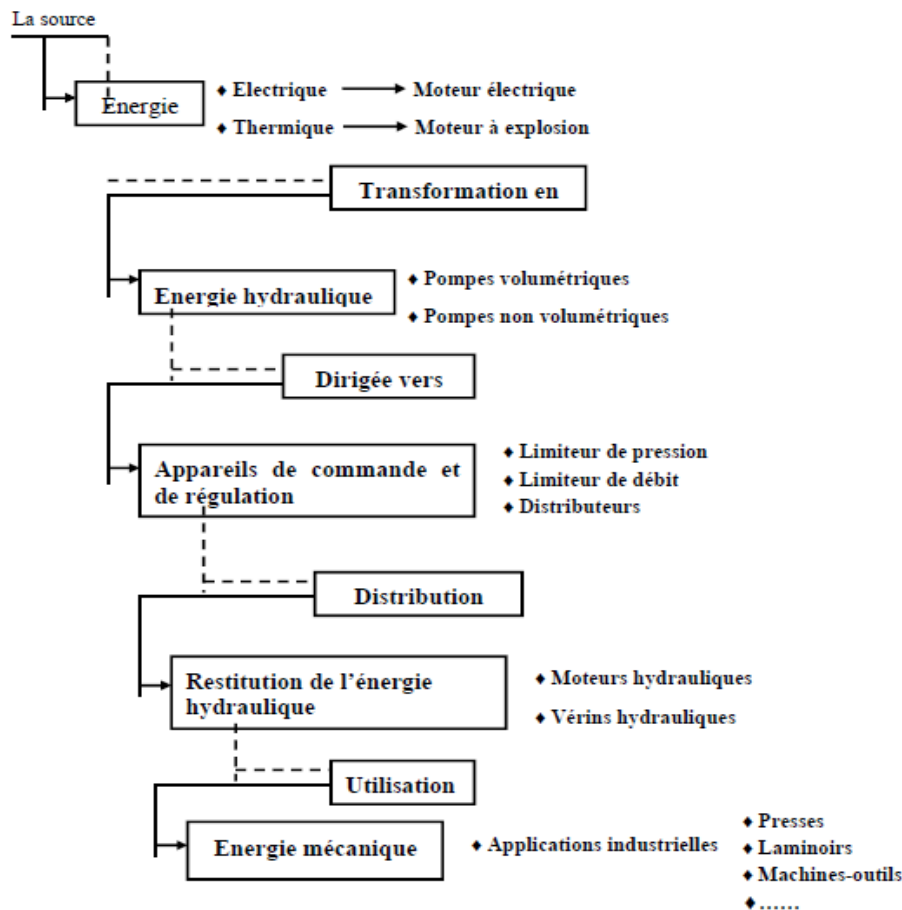 La source
Energie
♦ Electrique → Moteur électrique
♦ Thermique → Moteur à explosion
Transformation en
Energie hydraulique
♦ Pompes volumétriques
♦ Pompes non volumétriques
Dirigée vers
Appareils de commande et
de régulation
♦ Limiteur de pression
♦ Limiteur de débit
♦ Distributeurs
Distribution
Restitution de l'énergie
hydraulique
♦ Moteurs hydrauliques
♦ Vérins hydrauliques
Utilisation
Energie mécanique
♦ Applications industrielles
♦ Presses
♦ Laminoirs
♦ Machines-outils
♦ ......